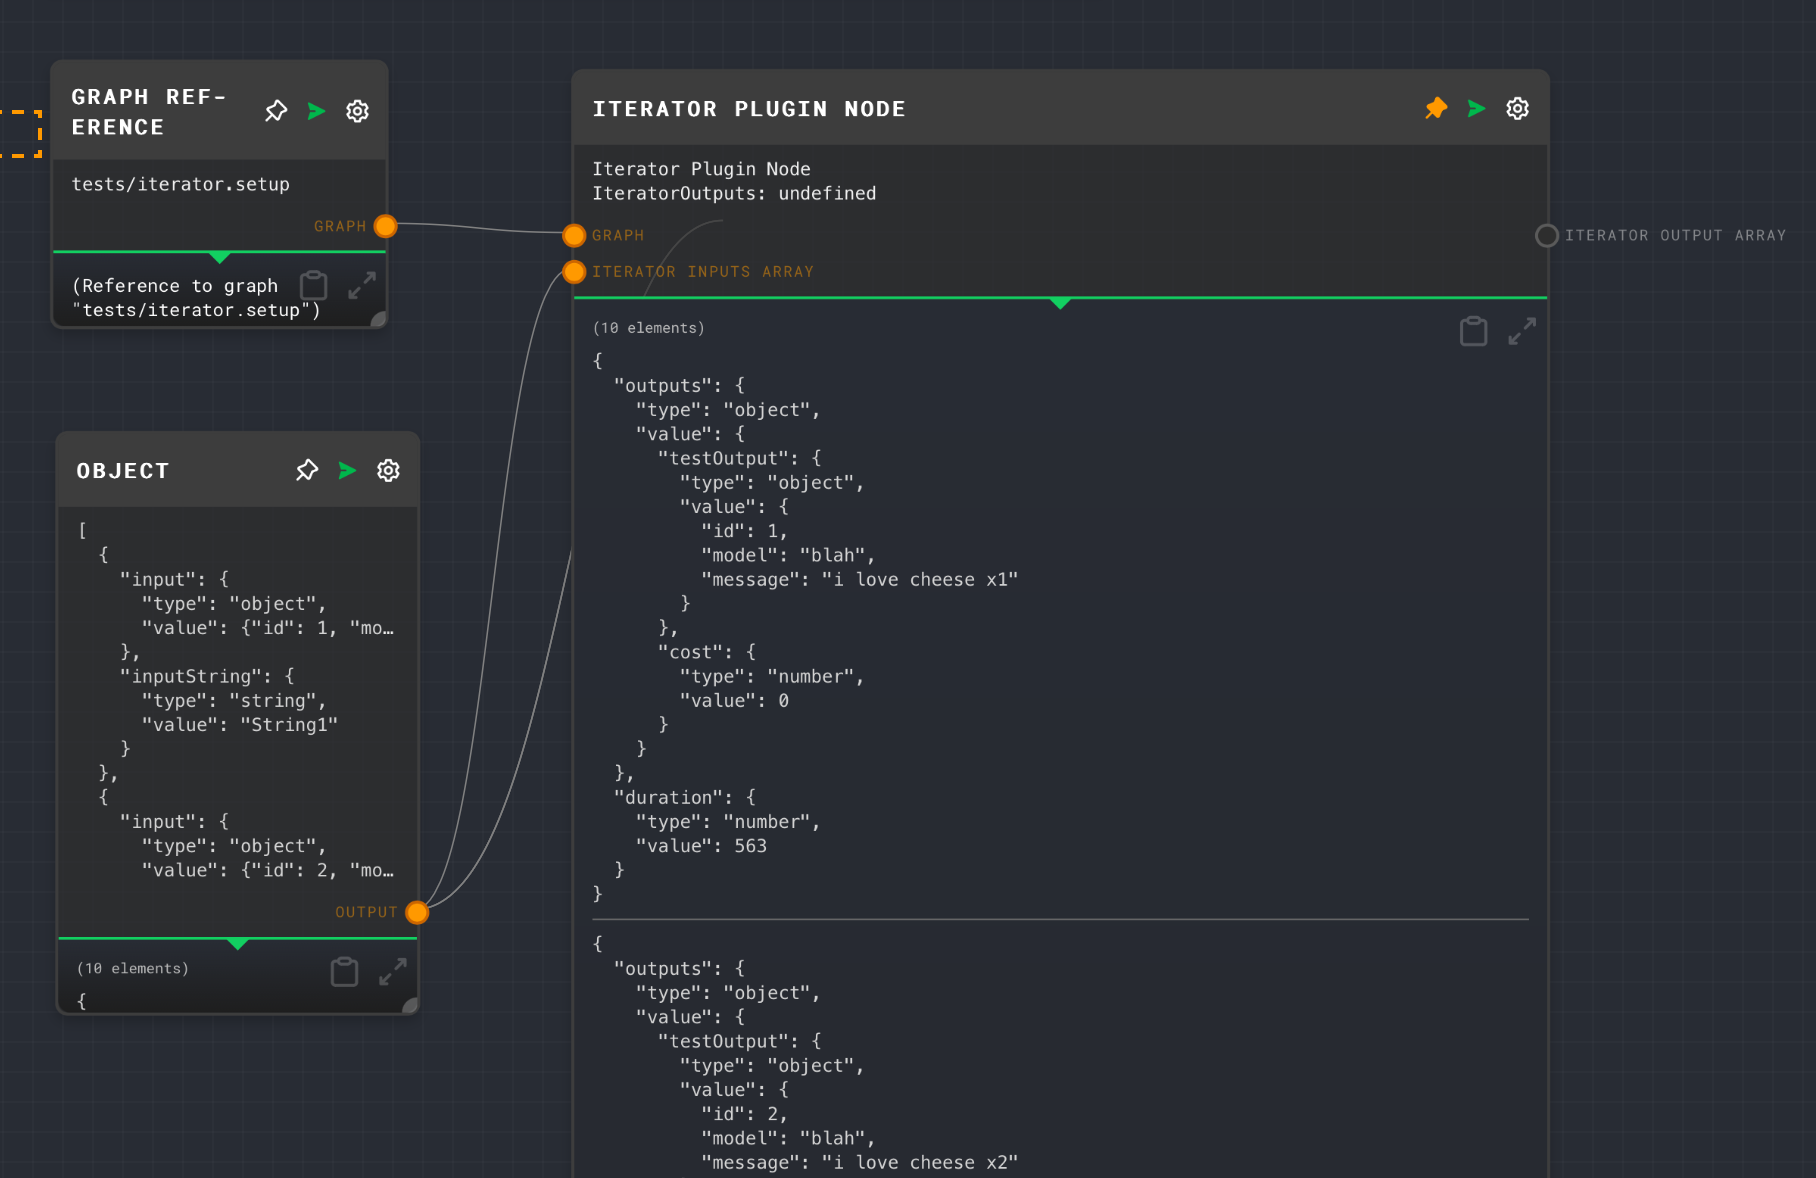 GRAPH REF-
ERENCE
tests/iterator.setup
GRAPH
(Reference to graph
"tests/iterator.setup")
OBJECT
[
  {
    "input": {
      "type": "object",
      "value": {"id": 1, "mo…
    },
    "inputString": {
      "type": "string",
      "value": "String1"
    }
  },
  {
    "input": {
      "type": "object",
      "value": {"id": 2, "mo…
OUTPUT
(10 elements)
{
ITERATOR PLUGIN NODE
Iterator Plugin Node
IteratorOutputs: undefined
GRAPH
ITERATOR INPUTS ARRAY
ITERATOR OUTPUT ARRAY
(10 elements)
{
  "outputs": {
    "type": "object",
    "value": {
      "testOutput": {
        "type": "object",
        "value": {
          "id": 1,
          "model": "blah",
          "message": "i love cheese x1"
        }
      },
      "cost": {
        "type": "number",
        "value": 0
      }
    }
  },
  "duration": {
    "type": "number",
    "value": 563
  }
}
{
  "outputs": {
    "type": "object",
    "value": {
      "testOutput": {
        "type": "object",
        "value": {
          "id": 2,
          "model": "blah",
          "message": "i love cheese x2"